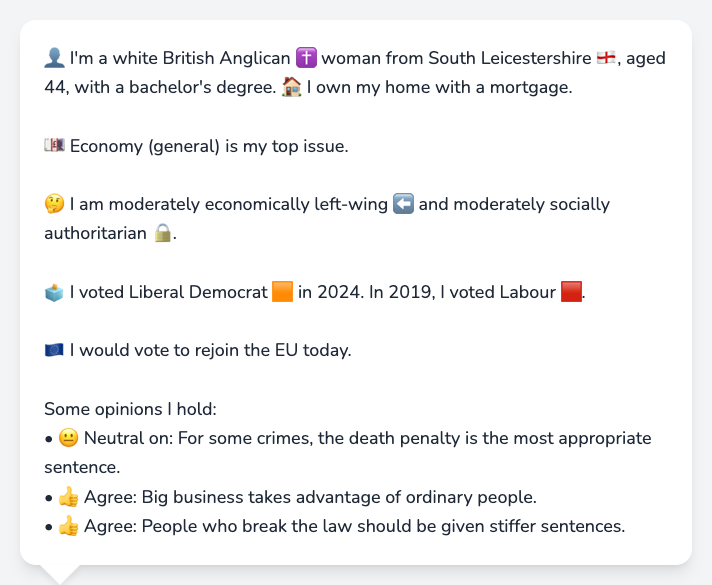 👤 I'm a white British Anglican ✝️ woman from South Leicestershire 🏴󠁧󠁢󠁥󠁮󠁧󠁿, aged
44, with a bachelor's degree. 🏠 I own my home with a mortgage.
💷 Economy (general) is my top issue.
🤔 I am moderately economically left-wing ⬅️ and moderately socially
authoritarian 🔒.
🗳️ I voted Liberal Democrat 🟧 in 2024. In 2019, I voted Labour 🟥.
🇪🇺 I would vote to rejoin the EU today.
Some opinions I hold:
• 😐 Neutral on: For some crimes, the death penalty is the most appropriate
sentence.
• 👍 Agree: Big business takes advantage of ordinary people.
• 👍 Agree: People who break the law should be given stiffer sentences.